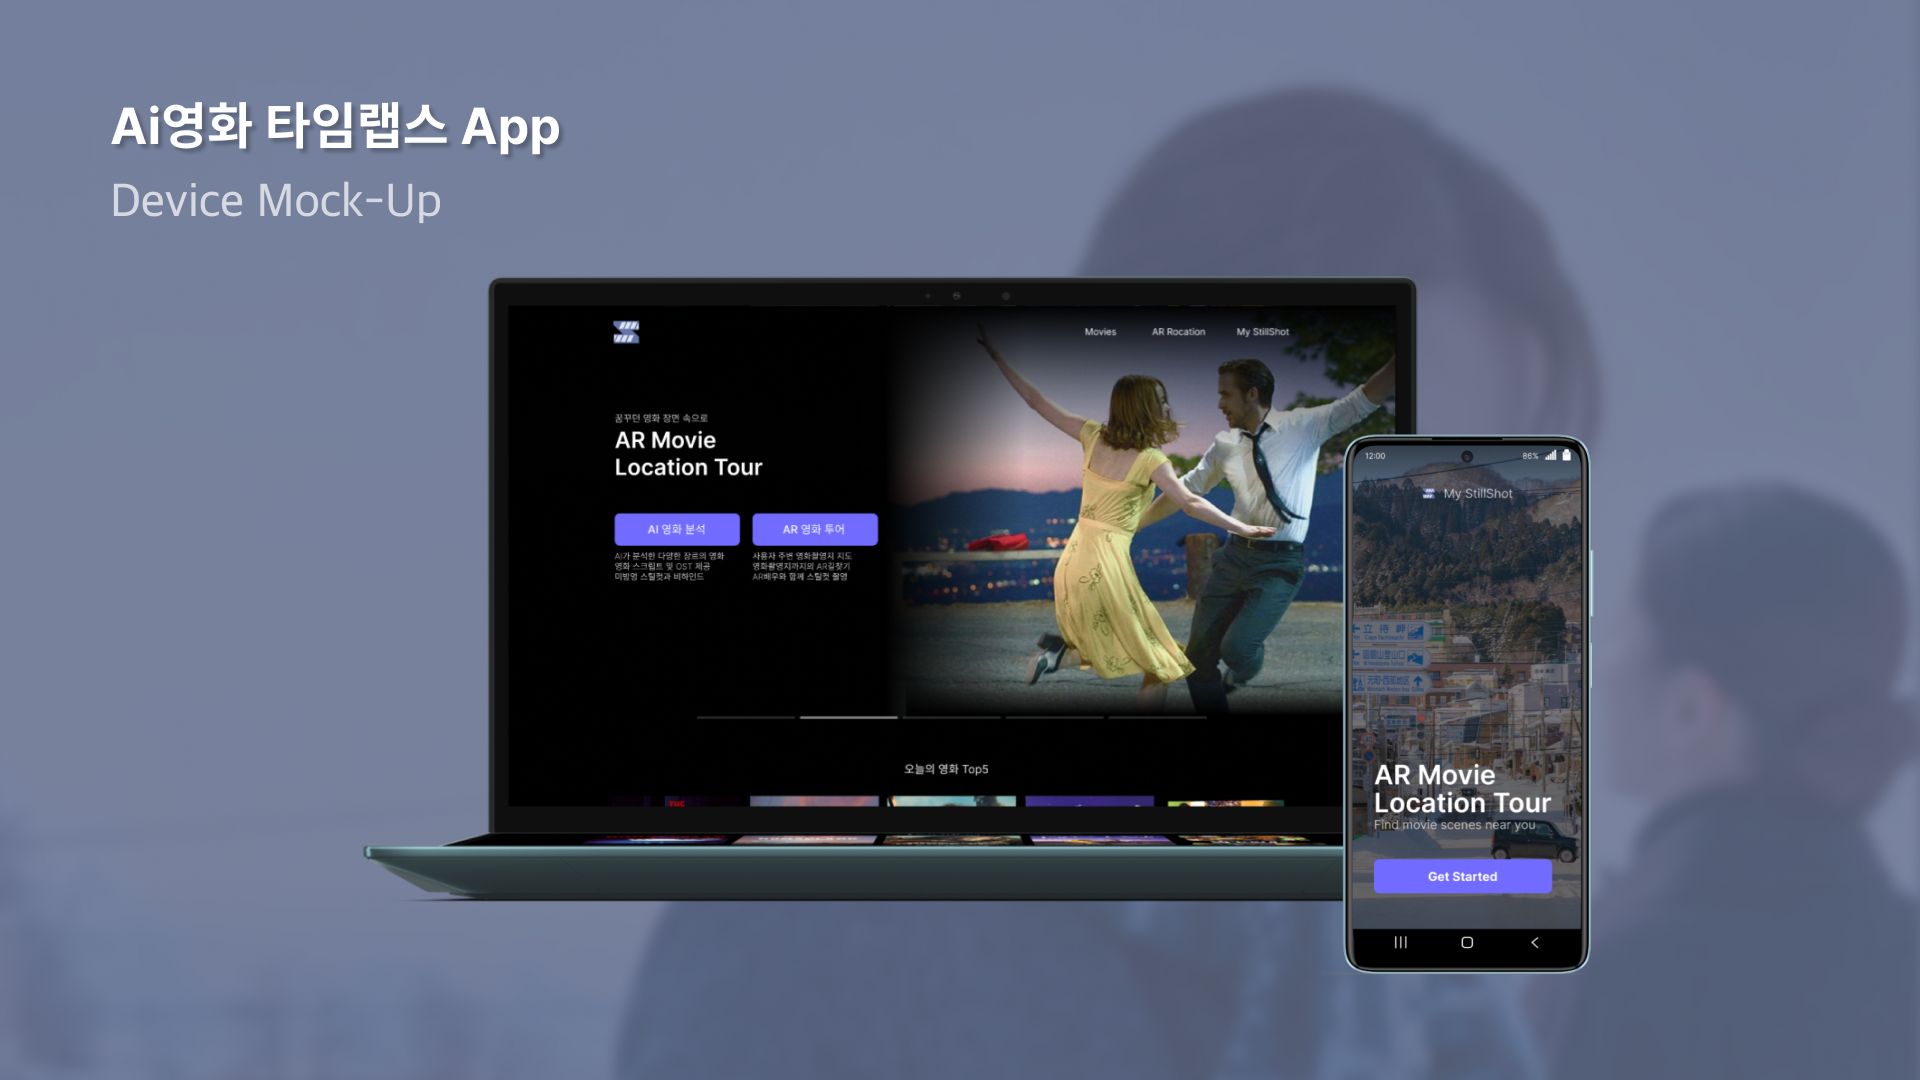 Ai영화 타임랩스 App
Device Mock-Up
Movies
AR Rocation
My StillShot
꿈꾸던 영화 장면 속으로
AR Movie
Location Tour
AI 영화 분석
AR 영화 투어
AI가 분석한 다양한 장르의 영화
영화 스크립트 및 OST 제공
미방영 스틸컷과 비하인드
사용자 주변 영화촬영지 지도
영화촬영지까지의 AR길찾기
AR배우와 함께 스틸컷 촬영
오늘의 영화 Top5
THE
12:00
86%
My StillShot
立 待 岬
AR Movie
Location Tour
Find movie scenes near you
Get Started